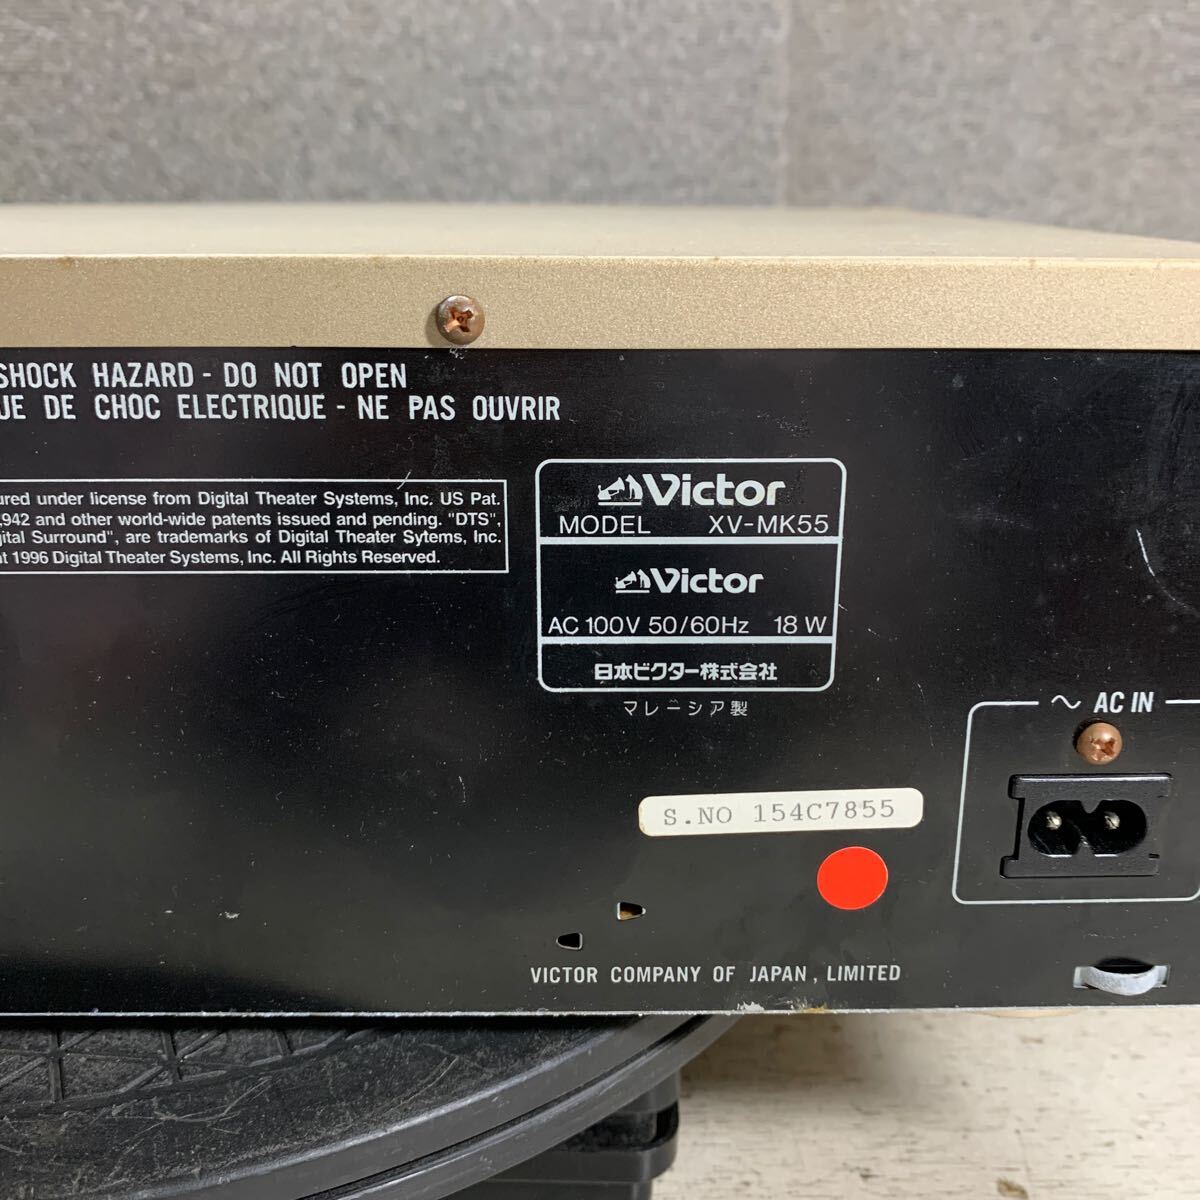 SHOCK HAZARD - DO NOT OPEN
UE DE CHOC ELECTRIQUE - NE PAS OUVRIR
ured under license from Digital Theater Systems, Inc. US Pat.
,942 and other world-wide patents issued and pending. "DTS",
gital Surround", are trademarks of Digital Theater Sytems, Inc.
ht 1996 Digital Theater Systems, Inc. All Rights Reserved.
Victor
MODEL XV-MK55
Victor
AC 100V 50/60Hz 18 W
日本ビクター株式会社
マレーシア製
~ AC IN
S.NO 154C7855
VICTOR COMPANY OF JAPAN, LIMITED